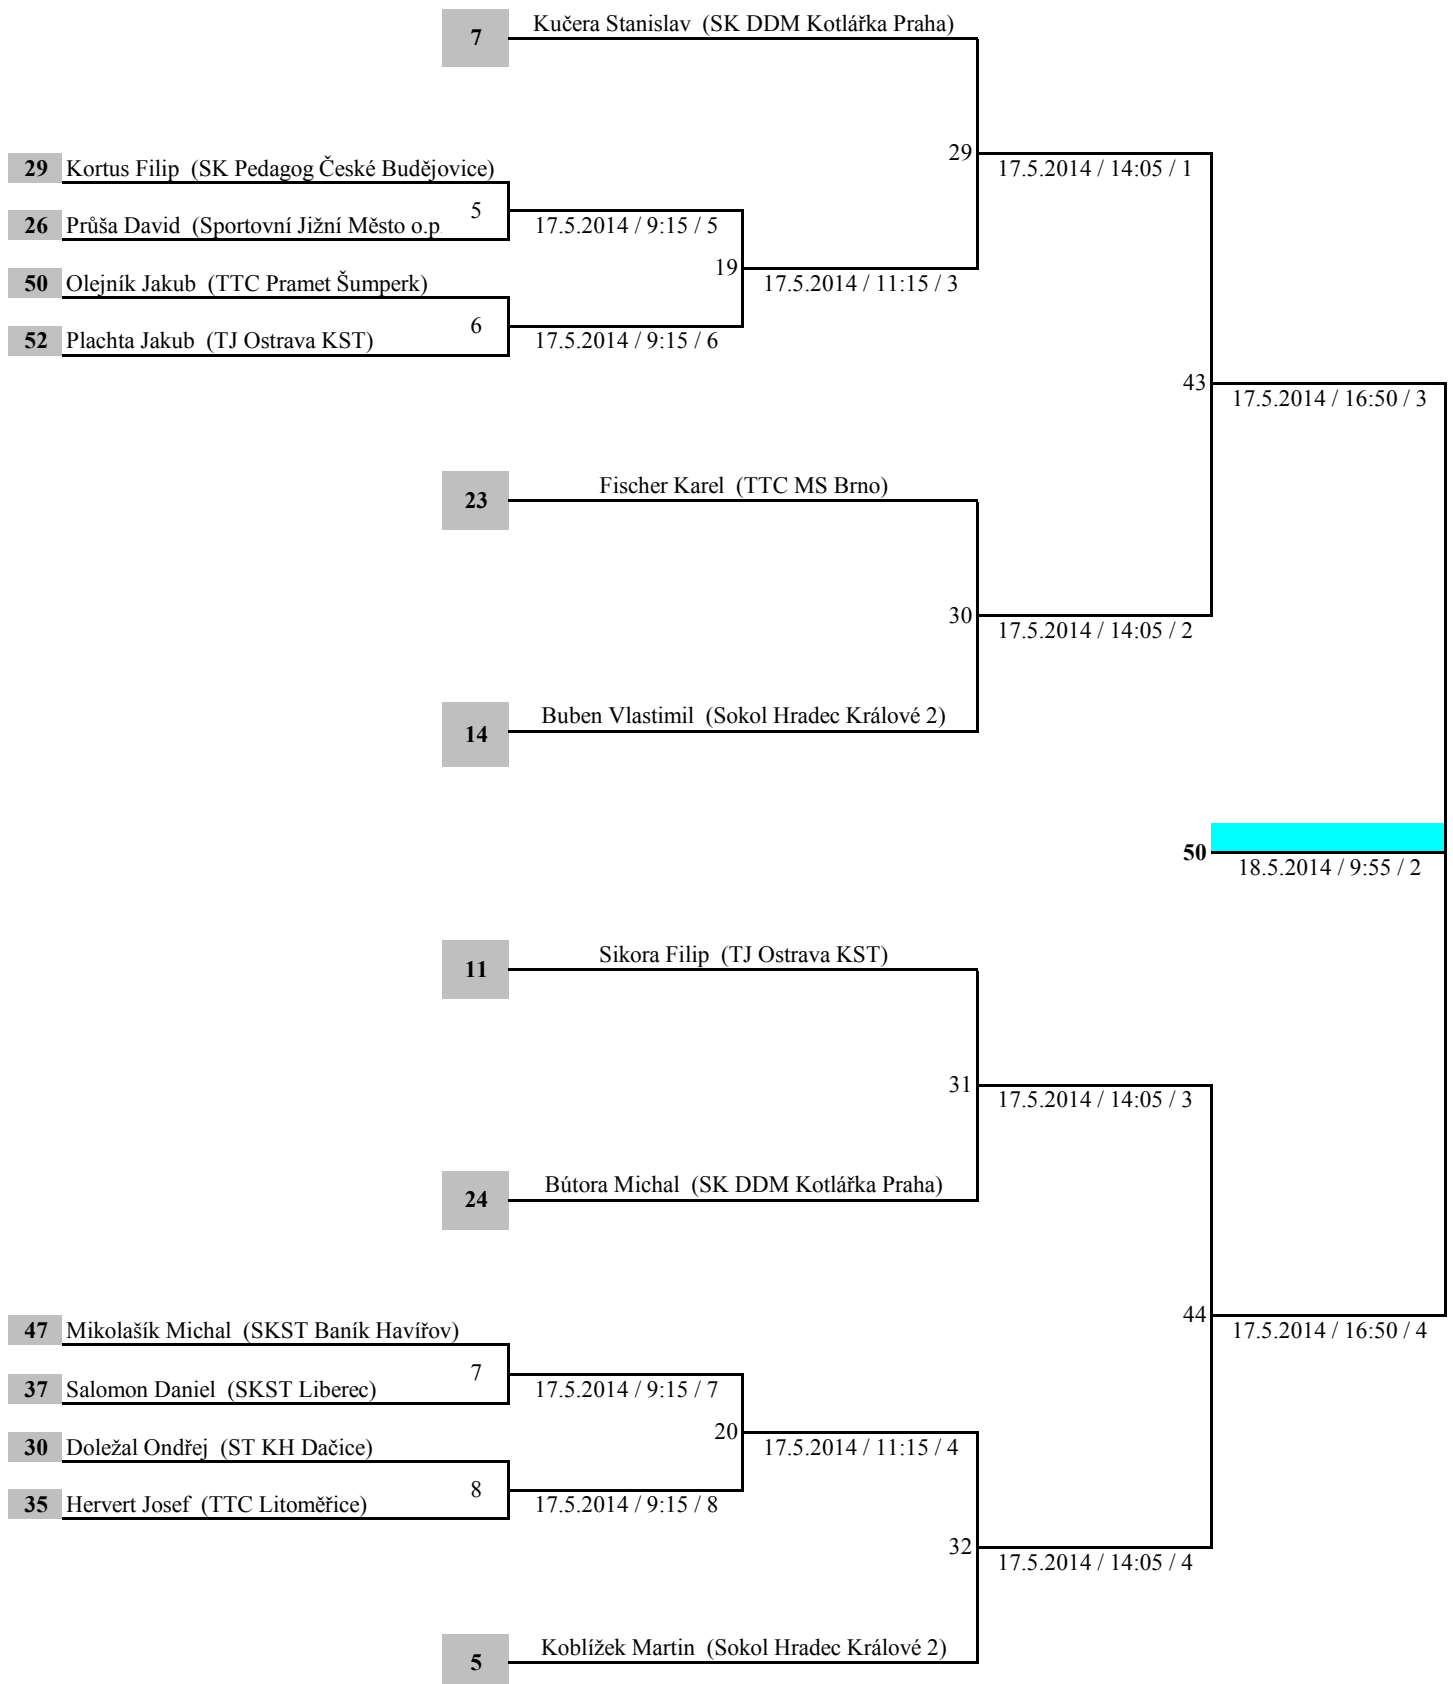 7 Kučera Stanislav (SK DDM Kotlářka Praha)
29 17.5.2014 / 14:05 / 1
29 Kortus Filip (SK Pedagog České Budějovice)
5 17.5.2014 / 9:15 / 5
26 Průša David (Sportovní Jižní Město o.p
19 17.5.2014 / 11:15 / 3
50 Olejník Jakub (TTC Pramet Šumperk)
6 17.5.2014 / 9:15 / 6
52 Plachta Jakub (TJ Ostrava KST)
43 17.5.2014 / 16:50 / 3
23 Fischer Karel (TTC MS Brno)
30 17.5.2014 / 14:05 / 2
14 Buben Vlastimil (Sokol Hradec Králové 2)
50 18.5.2014 / 9:55 / 2
11 Sikora Filip (TJ Ostrava KST)
31 17.5.2014 / 14:05 / 3
24 Bútora Michal (SK DDM Kotlářka Praha)
44 17.5.2014 / 16:50 / 4
47 Mikolašík Michal (SKST Baník Havířov)
7 17.5.2014 / 9:15 / 7
37 Salomon Daniel (SKST Liberec)
20 17.5.2014 / 11:15 / 4
30 Doležal Ondřej (ST KH Dačice)
8 17.5.2014 / 9:15 / 8
35 Hervert Josef (TTC Litoměřice)
32 17.5.2014 / 14:05 / 4
5 Koblížek Martin (Sokol Hradec Králové 2)